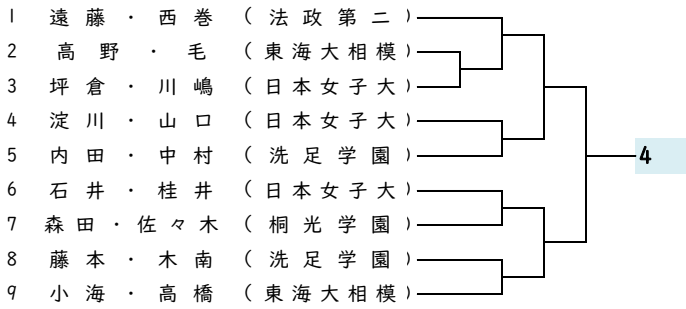 1 遠藤・西巻 (法政第二)
2 高野・毛 (東海大相模)
3 坪倉・川嶋 (日本女子大)
4 淀川・山口 (日本女子大)
4
5 内田・中村 (洗足学園)
6 石井・桂井 (日本女子大)
7 森田・佐々木 (桐光学園)
8 藤本・木南 (洗足学園)
9 小海・高橋 (東海大相模)